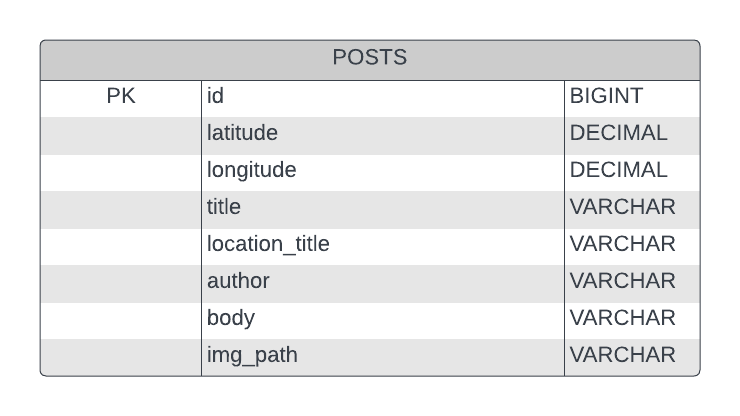 POSTS
PK id BIGINT
latitude DECIMAL
longitude DECIMAL
title VARCHAR
location_title VARCHAR
author VARCHAR
body VARCHAR
img_path VARCHAR